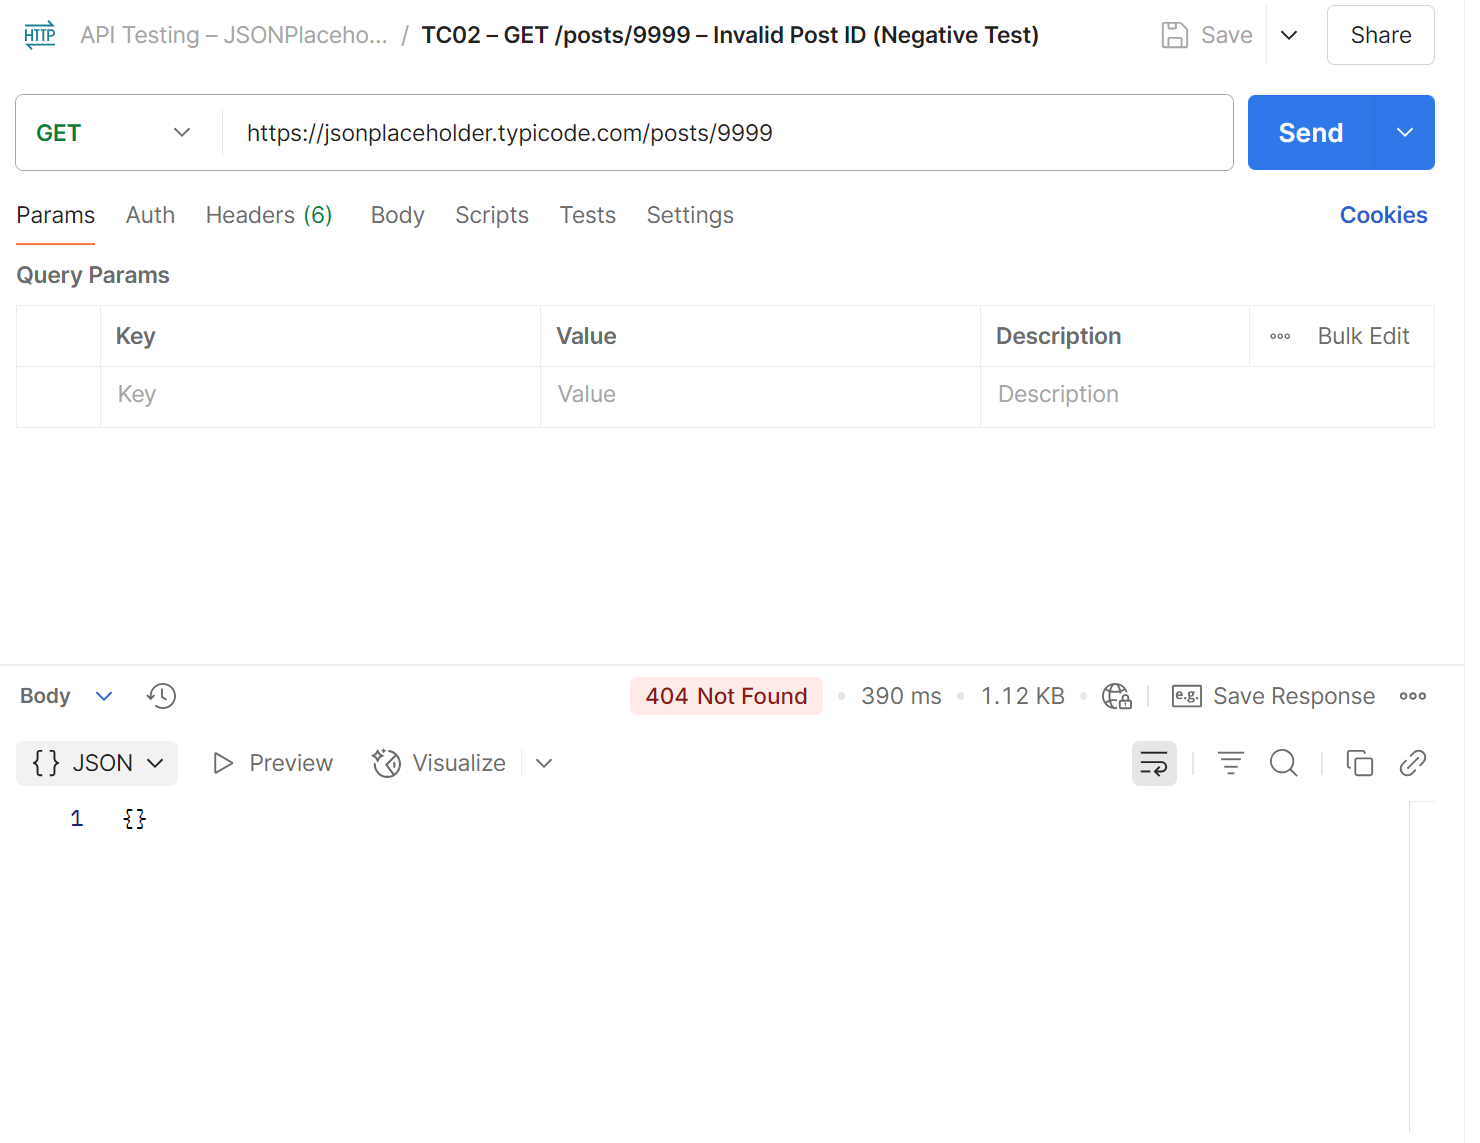 HTTP API Testing – JSONPlaceho... / TC02 – GET /posts/9999 – Invalid Post ID (Negative Test) Save Share
GET https://jsonplaceholder.typicode.com/posts/9999 Send
Params Auth Headers (6) Body Scripts Tests Settings Cookies
Query Params
Key Value Description Bulk Edit
Key Value Description
Body 404 Not Found 390 ms 1.12 KB e.g. Save Response
{} JSON Preview Visualize
1 {}